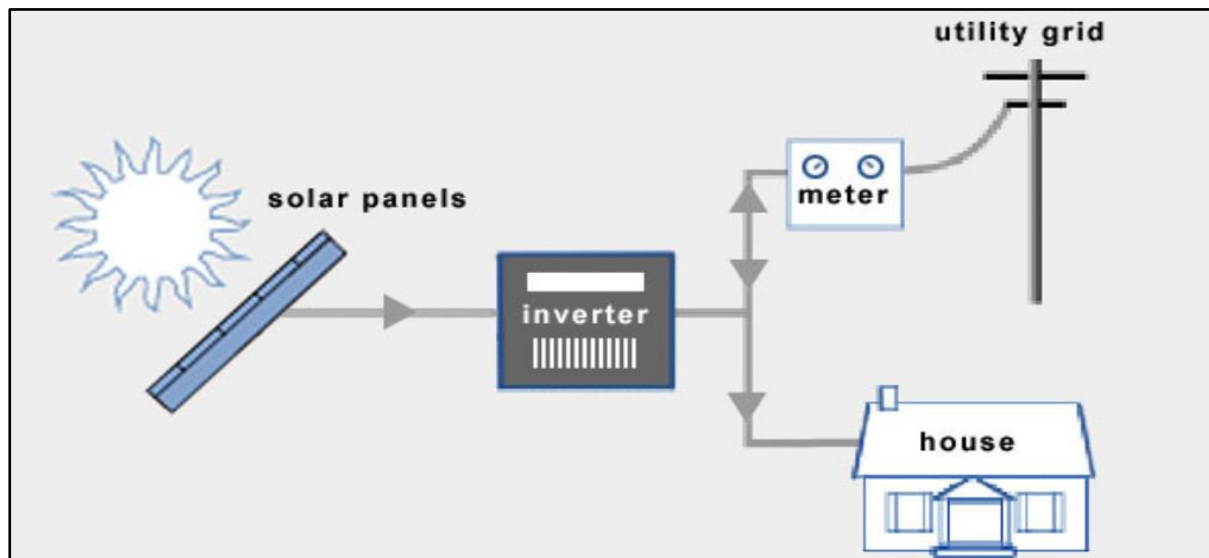 utility grid
solar panels
meter
inverter
house